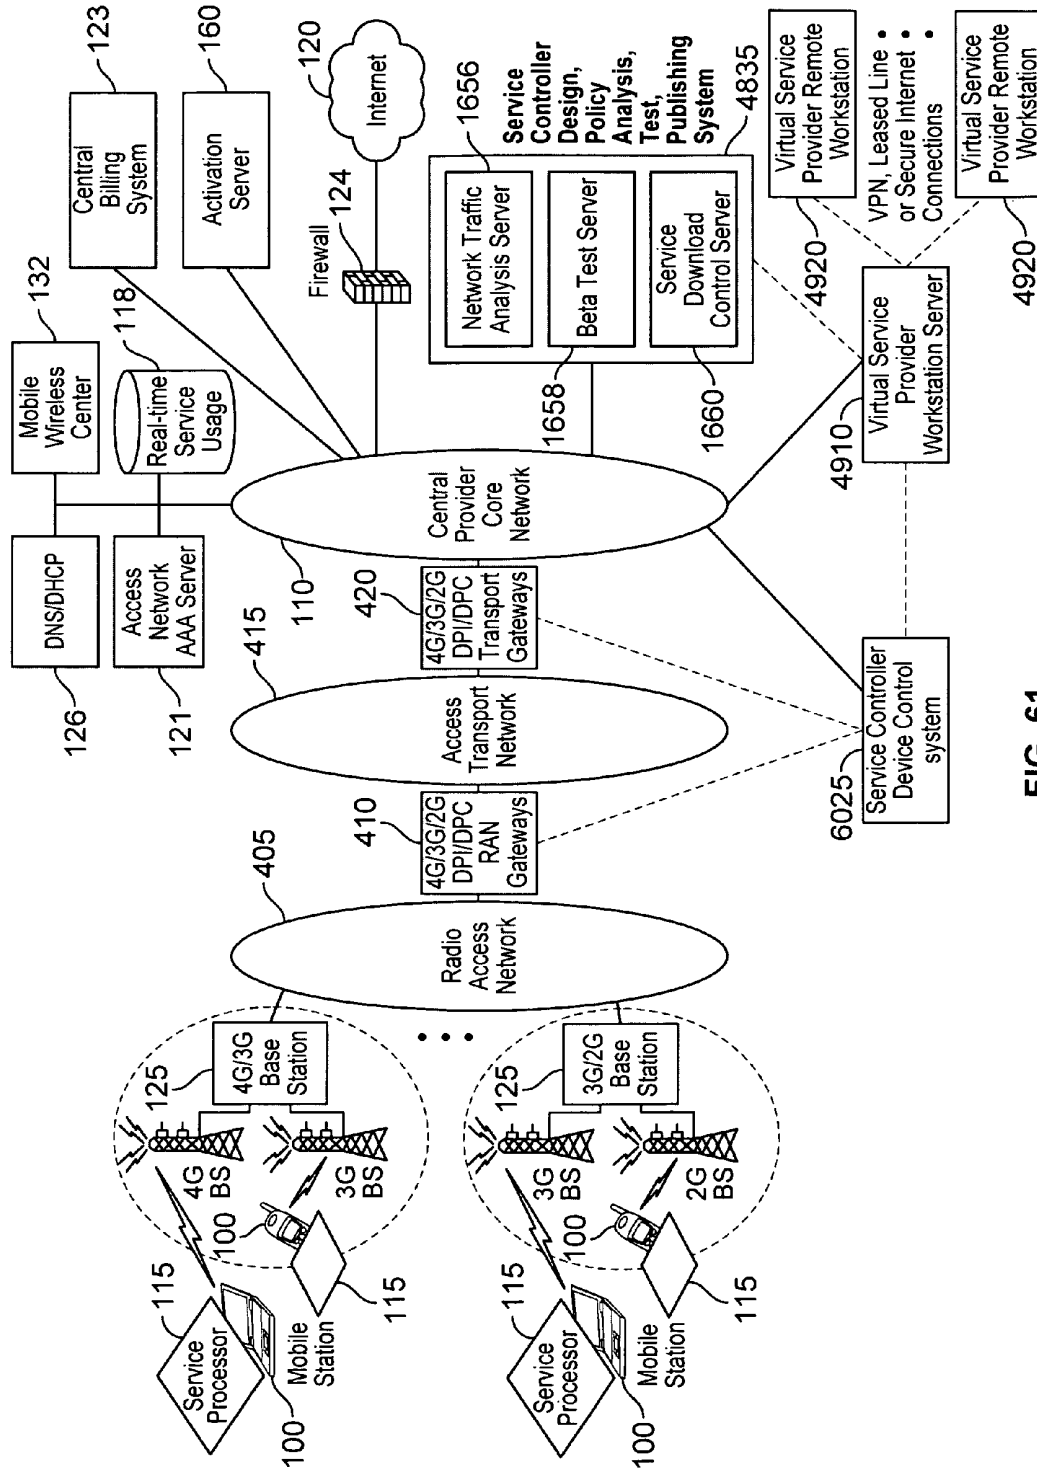 126
DNS/DHCP
Mobile
Wireless
Center
132
121
Access
Network
AAA Server
Real-time
Service
Usage
118
Central
Billing
System
123
Activation
Server
160
Service
Processor
115
100
Mobile
Station
4G
BS
3G
BS
100
115
125
4G/3G
Base
Station
Service
Processor
115
100
Mobile
Station
3G
BS
2G
BS
100
115
125
3G/2G
Base
Station
405
Radio
Access
Network
410
4G/3G/2G
DPI/DPC
RAN
Gateways
415
Access
Transport
Network
420
4G/3G/2G
DPI/DPC
Transport
Gateways
110
Central
Provider
Core
Network
Firewall
124
Internet
120
Network Traffic
Analysis Server
1656
Beta Test Server
1658
Service
Download
Control Server
1660
Service
Controller
Design,
Policy
Analysis,
Test,
Publishing
System
4835
6025
Service Controller
Device Control
system
4910
Virtual Service
Provider
Workstation Server
4920
Virtual Service
Provider Remote
Workstation
VPN, Leased Line
or Secure Internet
Connections
4920
Virtual Service
Provider Remote
Workstation
FIG. 61